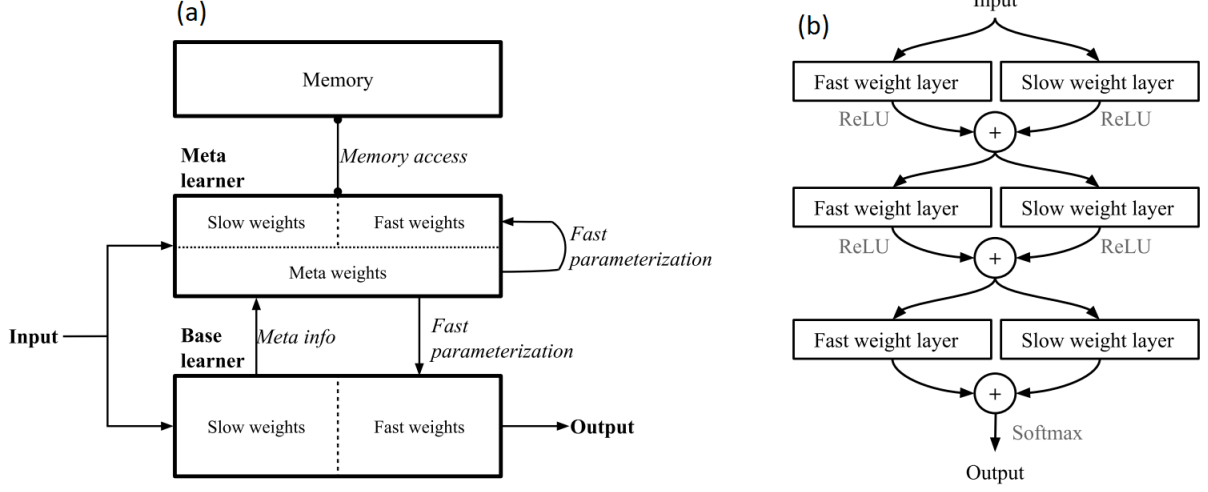 (a)
Memory
Memory access
Meta
learner
Slow weights
Fast weights
Meta weights
Fast
parameterization
Input
Base
learner
Meta info
Fast
parameterization
Slow weights
Fast weights
Output
(b)
Input
Fast weight layer
Slow weight layer
ReLU
+
ReLU
Fast weight layer
Slow weight layer
ReLU
+
ReLU
Fast weight layer
Slow weight layer
+
Softmax
Output